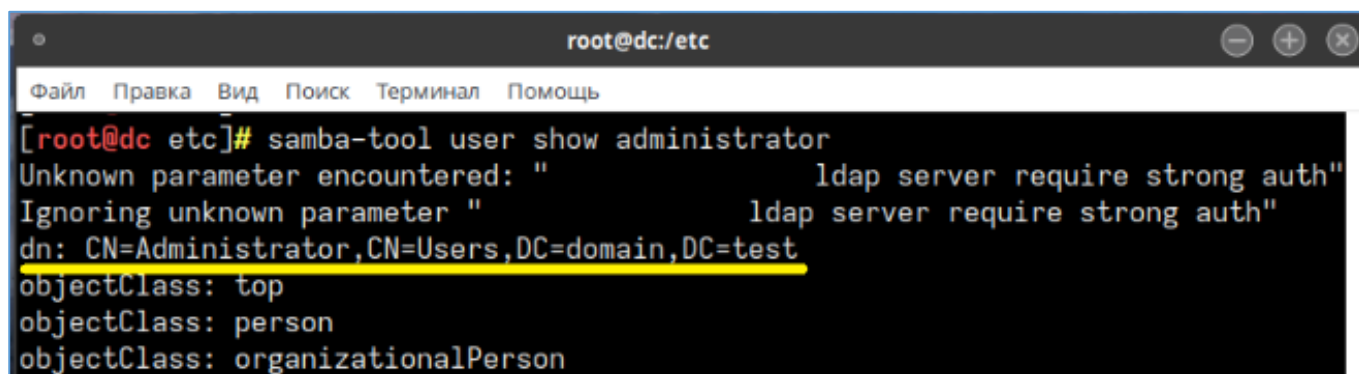 root@dc:/etc
Файл Правка Вид Поиск Терминал Помощь
[root@dc etc]# samba-tool user show administrator
Unknown parameter encountered: "              ldap server require strong auth"
Ignoring unknown parameter "              ldap server require strong auth"
dn: CN=Administrator,CN=Users,DC=domain,DC=test
objectClass: top
objectClass: person
objectClass: organizationalPerson